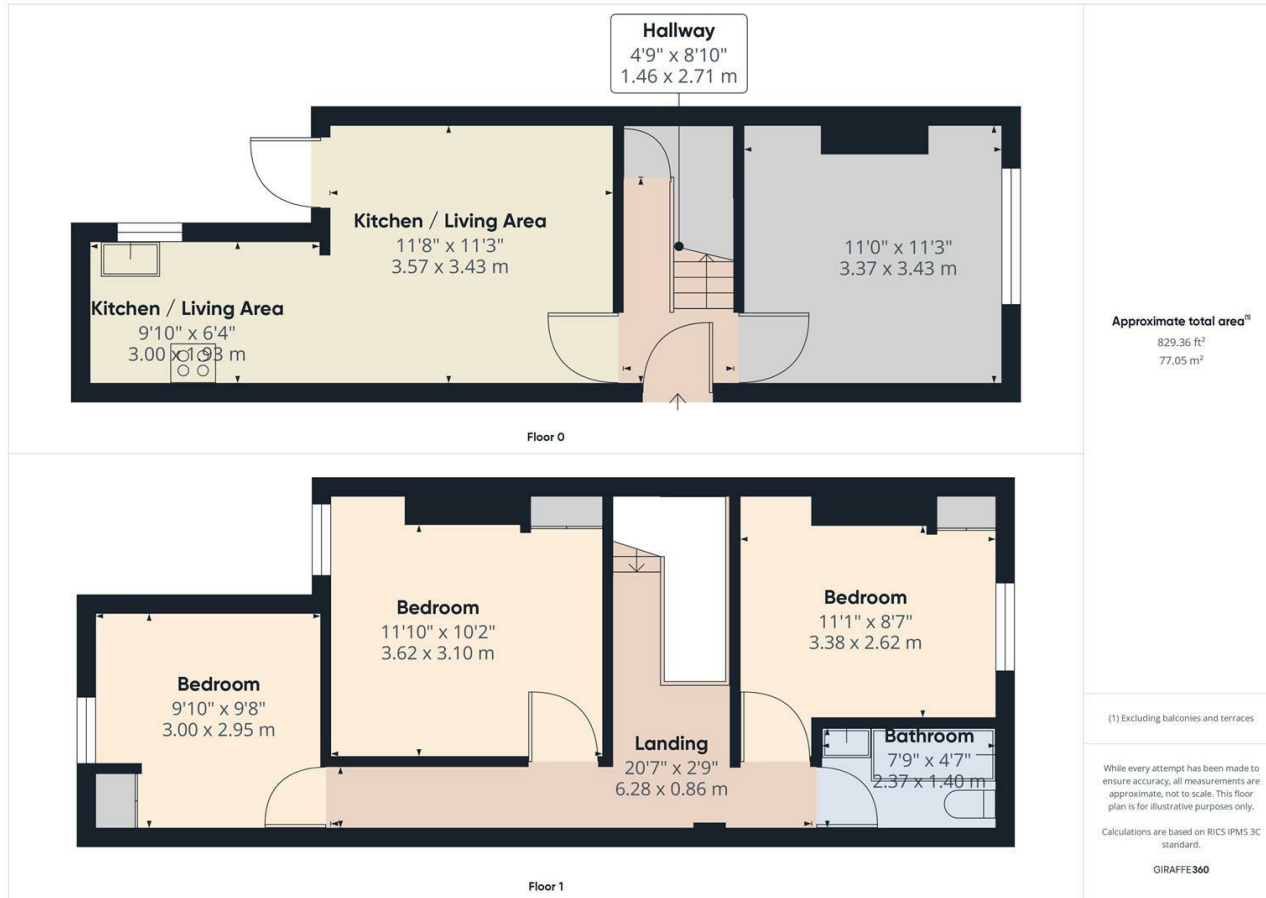 Hallway
4'9" x 8'10"
1.46 x 2.71 m
Kitchen / Living Area
11'8" x 11'3"
3.57 x 3.43 m
11'0" x 11'3"
3.37 x 3.43 m
Kitchen / Living Area
9'10" x 6'4"
3.00 x 1.93 m
Floor 0
Approximate total area(1)
829.36 ft²
77.05 m²
Bedroom
11'10" x 10'2"
3.62 x 3.10 m
Bedroom
11'1" x 8'7"
3.38 x 2.62 m
Bedroom
9'10" x 9'8"
3.00 x 2.95 m
Landing
20'7" x 2'9"
6.28 x 0.86 m
Bathroom
7'9" x 4'7"
2.37 x 1.40 m
Floor 1
(1) Excluding balconies and terraces
While every attempt has been made to
ensure accuracy, all measurements are
approximate, not to scale. This floor
plan is for illustrative purposes only.
Calculations are based on RICS IPMS 3C
standard.
GIRAFFE360